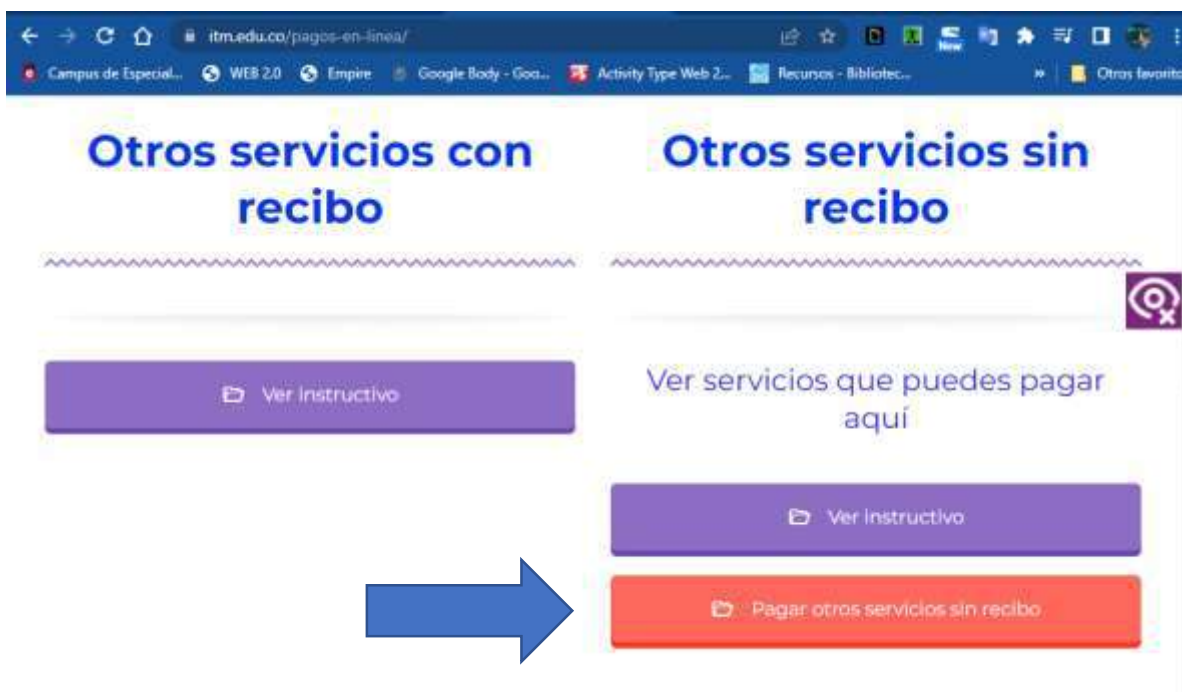 itm.edu.co/pagos-en-linea/
New
Campus de Especial...
WEB 2.0
Empire
Google Body - Goo...
Activity Type Web 2...
Recursos - Bibliotec...
»
Otros favorito
Otros servicios con
recibo
Ver instructivo
Otros servicios sin
recibo
Ver servicios que puedes pagar
aquí
Ver instructivo
Pagar otros servicios sin recibo